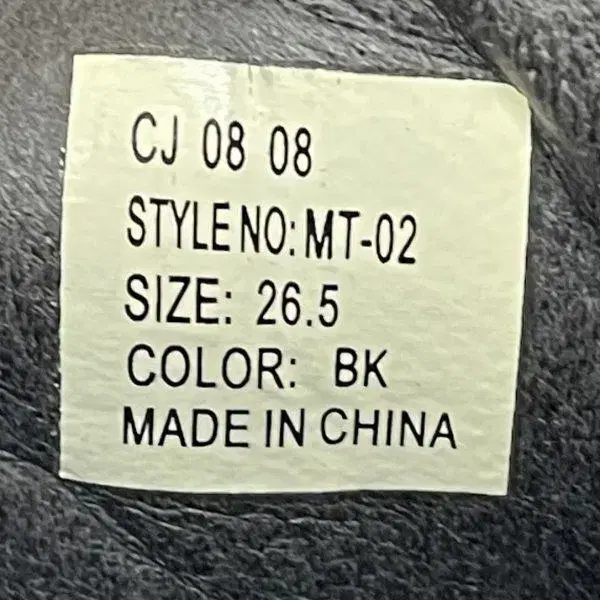 CJ 08 08
STYLE NO: MT-02
SIZE: 26.5
COLOR: BK
MADE IN CHINA